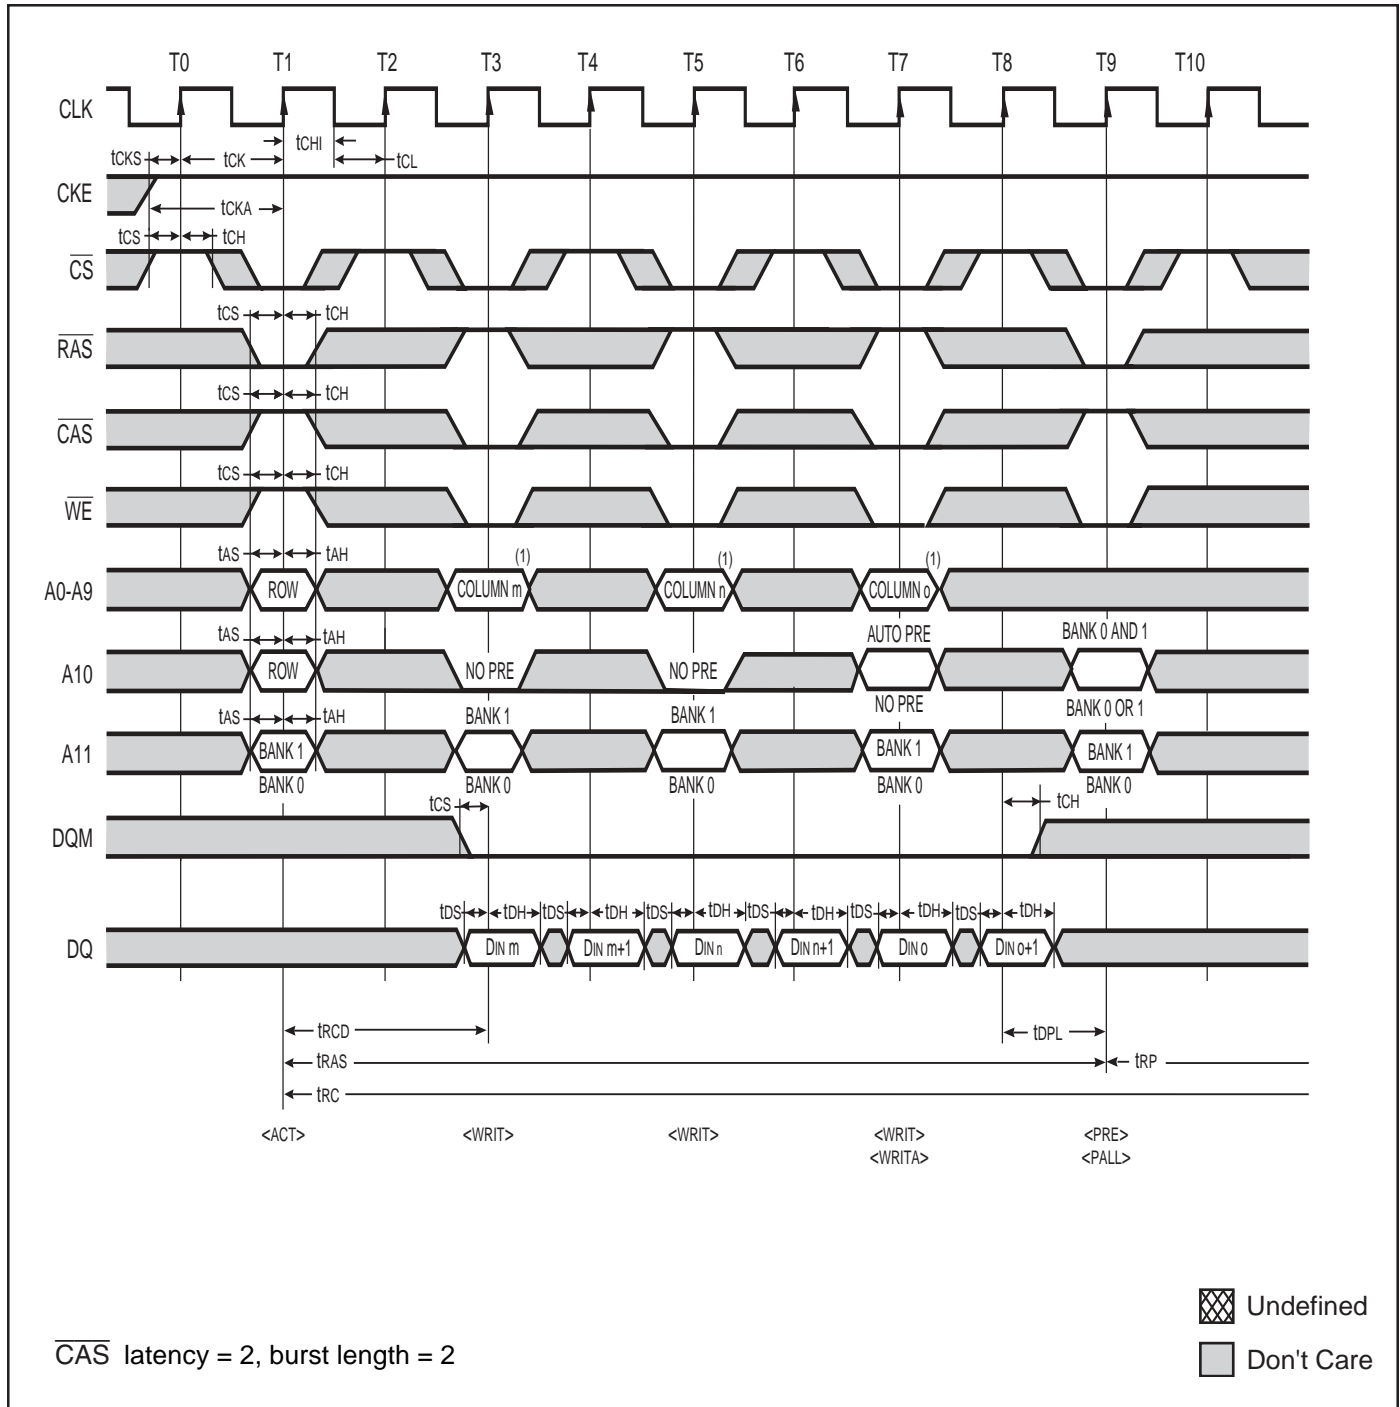 T0 T1 T2 T3 T4 T5 T6 T7 T8 T9 T10
CLK
tCHI
tCKS tCK tCL
CKE
tCKA
tCS tCH
CS
tCS tCH
RAS
tCS tCH
CAS
tCS tCH
WE
tAS tAH (1) (1) (1)
A0-A9 ROW COLUMN m COLUMN n COLUMN o
tAS tAH AUTO PRE BANK 0 AND 1
A10 ROW NO PRE NO PRE
NO PRE BANK 0 OR 1
tAS tAH BANK 1 BANK 1
A11 BANK 1 BANK 1 BANK 1
BANK 0 BANK 0 BANK 0 BANK 0 BANK 0
tCS tCH
DQM
tDS tDH tDS tDH tDS tDH tDS tDH tDS tDH tDS tDH
DQ DIN m DIN m+1 DIN n DIN n+1 DIN o DIN o+1
tRCD tDPL
tRAS tRP
tRC
<ACT> <WRIT> <WRIT> <WRIT> <PRE>
<WRITA> <PALL>
Undefined
CAS latency = 2, burst length = 2
Don't Care